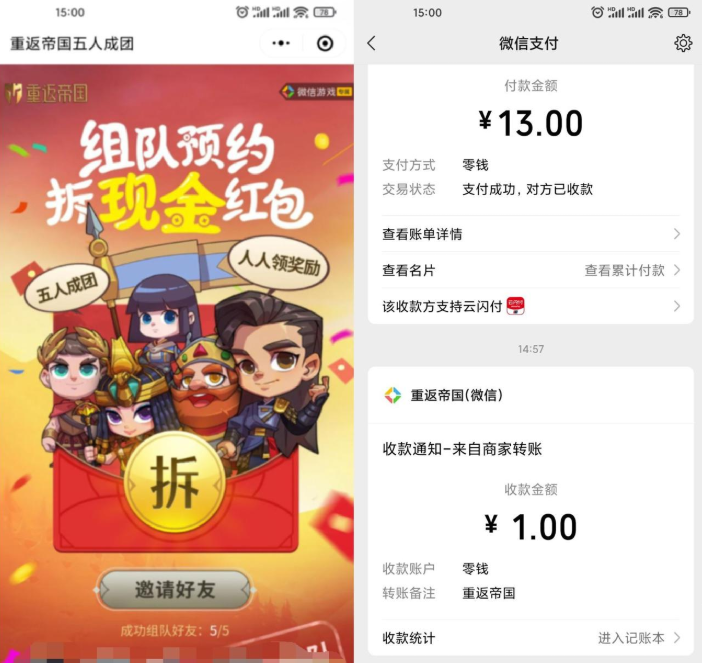 15:00
HD HD 78
重返帝国五人成团
重返帝国
微信游戏 专属
组队预约
拆现金红包
人人领奖励
五人成团
拆
邀请好友
成功组队好友：5/5
15:00
HD HD 78
微信支付
付款金额
¥13.00
支付方式 零钱
交易状态 支付成功，对方已收款
查看账单详情
查看名片 查看累计付款
该收款方支持云闪付
14:57
重返帝国(微信)
收款通知-来自商家转账
收款金额
¥ 1.00
收款账户 零钱
转账备注 重返帝国
收款统计 进入记账本